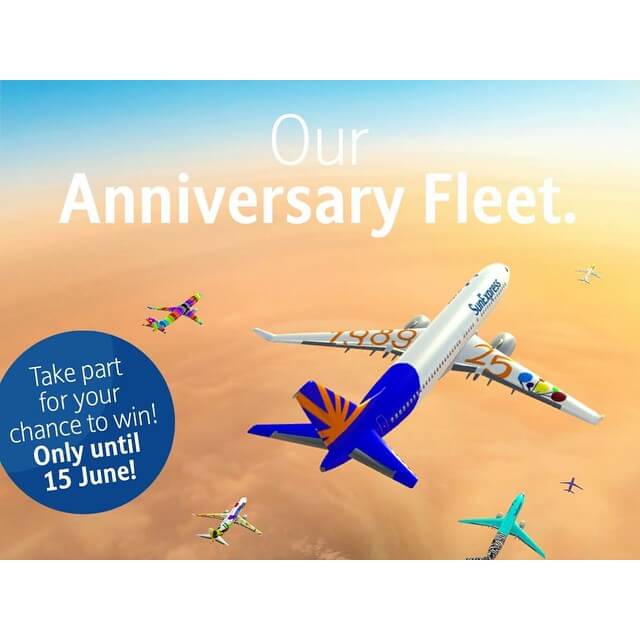 Our
Anniversary Fleet.
SunExpress
1989
25
Take part
for your
chance to win!
Only until
15 June!